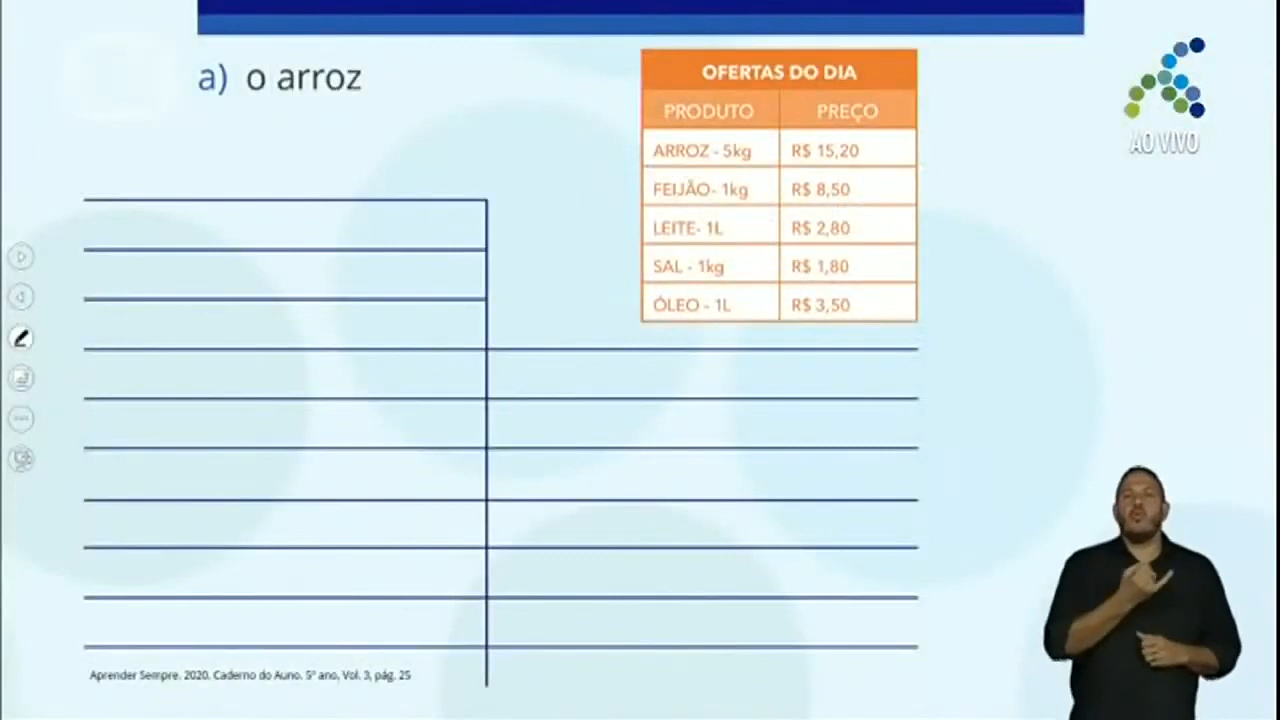 a) o arroz
OFERTAS DO DIA
PRODUTO PREÇO
ARROZ - 5kg R$ 15,20
FEIJÃO- 1kg R$ 8,50
LEITE- 1L R$ 2,80
SAL - 1kg R$ 1,80
ÓLEO - 1L R$ 3,50
AO VIVO
Aprender Sempre. 2020. Caderno do Auno. 5º ano, Vol. 3, pág. 25